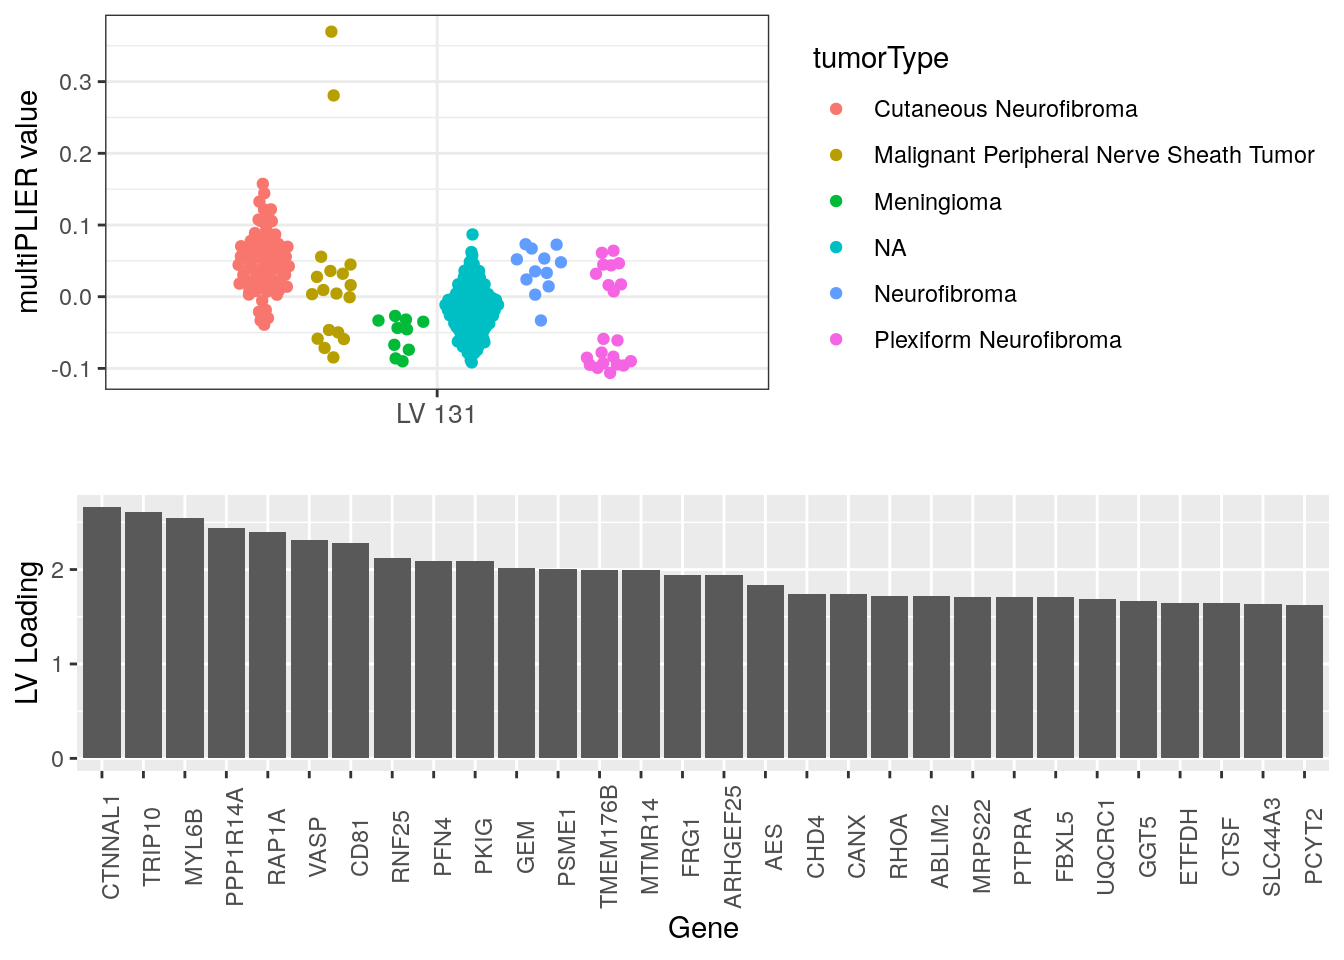 multiPLIER value
0.3
0.2
0.1
0.0
-0.1
LV 131
tumorType
Cutaneous Neurofibroma
Malignant Peripheral Nerve Sheath Tumor
Meningioma
NA
Neurofibroma
Plexiform Neurofibroma
LV Loading
2
1
0
CTNNAL1
TRIP10
MYL6B
PPP1R14A
RAP1A
VASP
CD81
RNF25
PFN4
PKIG
GEM
PSME1
TMEM176B
MTMR14
FRG1
ARHGEF25
AES
CHD4
CANX
RHOA
ABLIM2
MRPS22
PTPRA
FBXL5
UQCRC1
GGT5
ETFDH
CTSF
SLC44A3
PCYT2
Gene